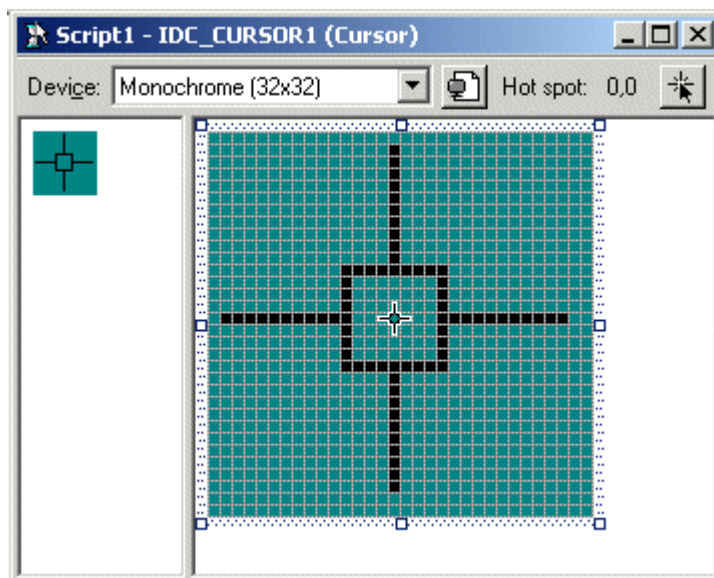 Script1 - IDC_CURSOR1 (Cursor)
Device: Monochrome (32x32) Hot spot: 0,0